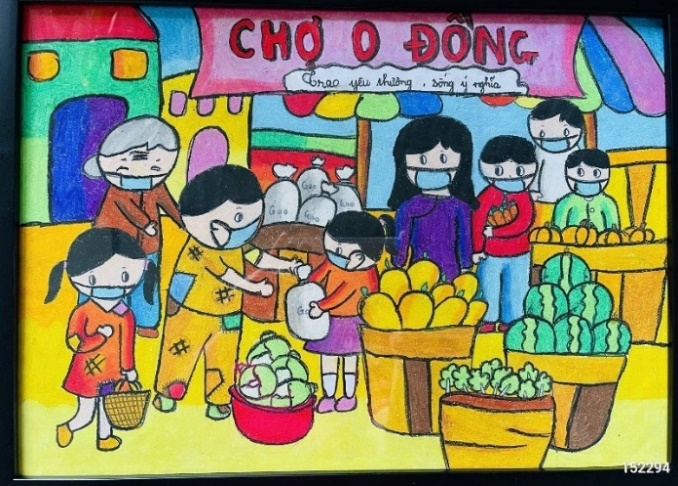 CHỢ 0 ĐỒNG
Trao yêu thương, sống ý nghĩa
Gạo
Gạo
Gạo
Gạo
152294